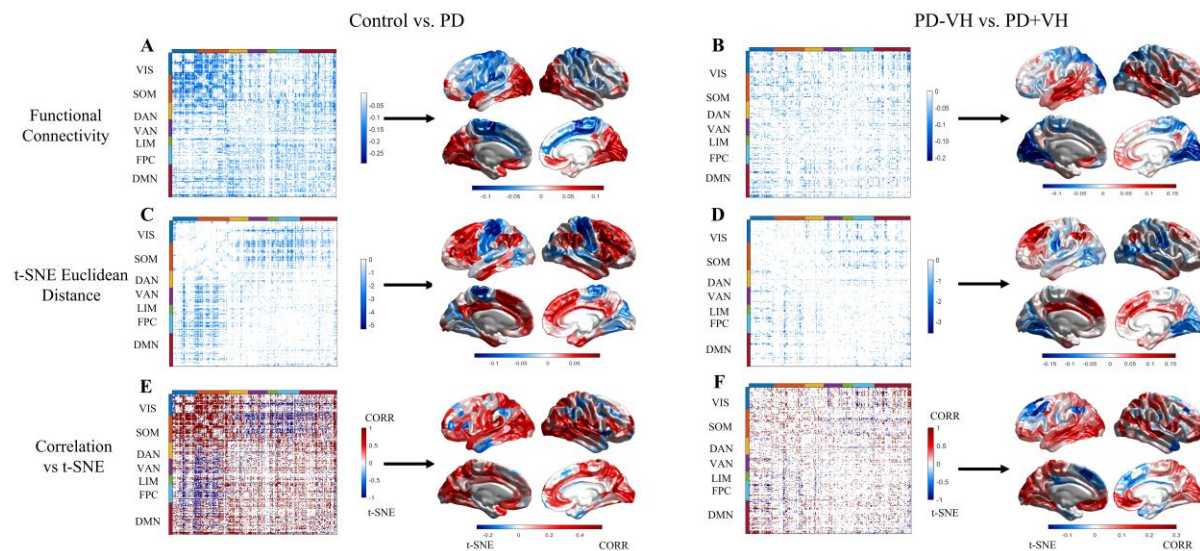 Control vs. PD
PD-VH vs. PD+VH
A
B
Functional
Connectivity
VIS
SOM
DAN
VAN
LIM
FPC
DMN
-0.05
-0.1
-0.15
-0.2
-0.25
-0.1 -0.05 0 0.05 0.1
VIS
SOM
DAN
VAN
LIM
FPC
DMN
0
-0.05
-0.1
-0.15
-0.2
-0.1 -0.05 0 0.05 0.1 0.15
C
D
t-SNE Euclidean
Distance
VIS
SOM
DAN
VAN
LIM
FPC
DMN
0
-1
-2
-3
-4
-5
-0.1 -0.05 0 0.05
VIS
SOM
DAN
VAN
LIM
FPC
DMN
0
-1
-2
-3
-0.15 -0.1 -0.05 0 0.05 0.1 0.15
E
F
Correlation
vs t-SNE
VIS
SOM
DAN
VAN
LIM
FPC
DMN
CORR
1
0.5
0
-0.5
-1
t-SNE
-0.2 0 0.2 0.4
t-SNE CORR
VIS
SOM
DAN
VAN
LIM
FPC
DMN
CORR
1
0.5
0
-0.5
-1
t-SNE
-0.1 0 0.1 0.2 0.3
t-SNE CORR